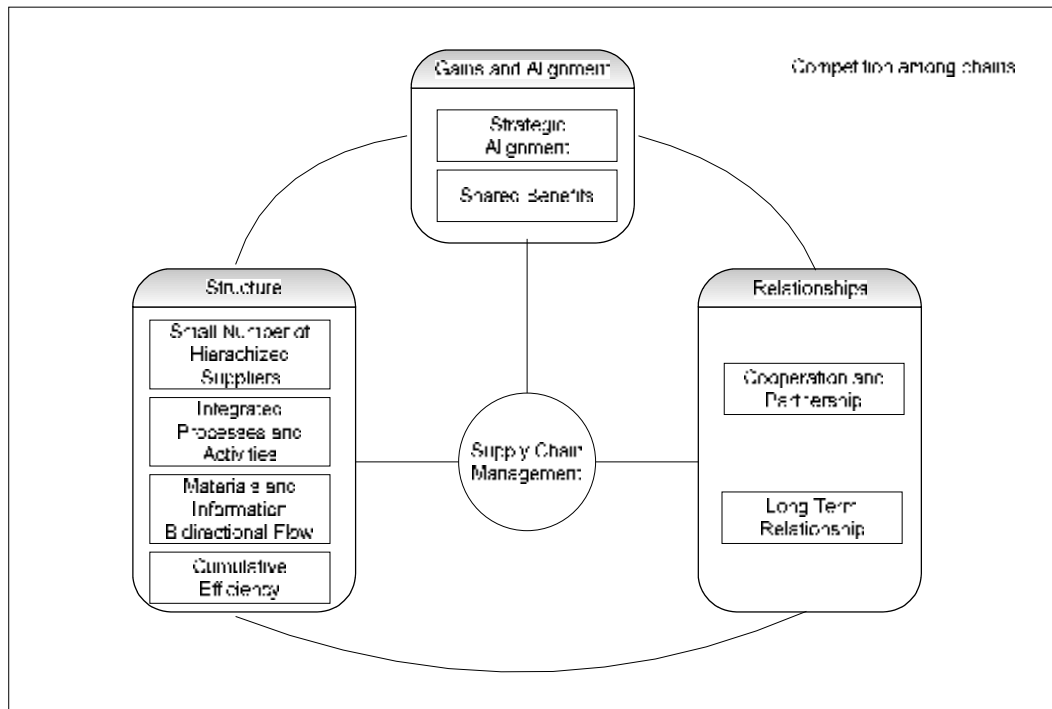 Gains and Alignment
Competition among chains
Strategic
Alignment
Shared Benefits
Structure
Small Number of
Hierachized
Suppliers
Integrated
Processes and
Activities
Materials and
Information
Bidirectional Flow
Cumulative
Efficiency
Supply Chain
Management
Relationships
Cooperation and
Partnership
Long Term
Relationship